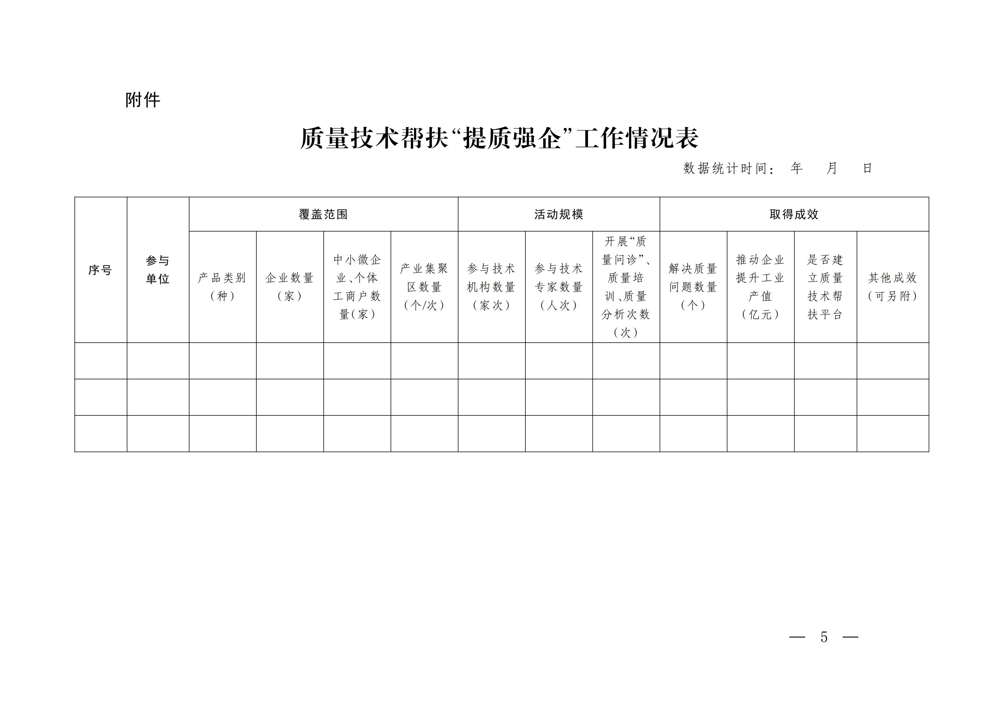 附件
质量技术帮扶“提质强企”工作情况表
数据统计时间： 年 月 日
序号
参与
单位
覆盖范围
活动规模
取得成效
产品类别
（种）
企业数量
（家）
中小微企
业、个体
工商户数
量（家）
产业集聚
区数量
（个/次）
参与技术
机构数量
（家次）
参与技术
专家数量
（人次）
开展“质
量问诊”、
质量培
训、质量
分析次数
（次）
解决质量
问题数量
（个）
推动企业
提升工业
产值
（亿元）
是否建
立质量
技术帮
扶平台
其他成效
（可另附）
— 5 —